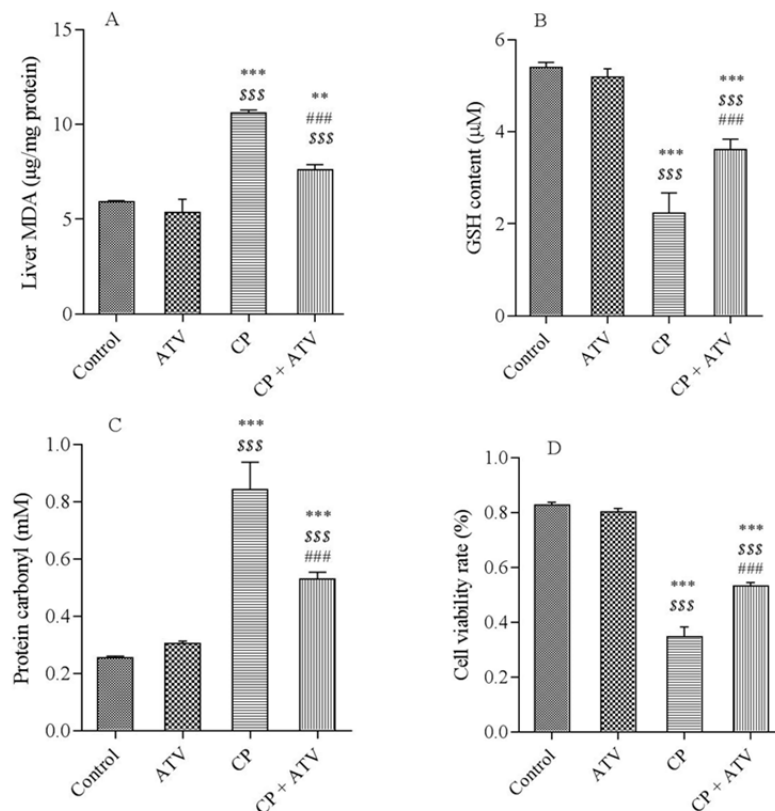 A
Liver MDA (µg/mg protein)
15
10
5
0
***
$$$
**
###
$$$
Control
ATV
CP
CP + ATV
B
GSH content (µM)
6
4
2
0
***
$$$
***
$$$
###
Control
ATV
CP
CP + ATV
C
Protein carbonyl (mM)
1.0
0.8
0.6
0.4
0.2
0.0
***
$$$
***
$$$
###
Control
ATV
CP
CP + ATV
D
Cell viability rate (%)
1.0
0.8
0.6
0.4
0.2
0.0
***
$$$
***
$$$
###
Control
ATV
CP
CP + ATV